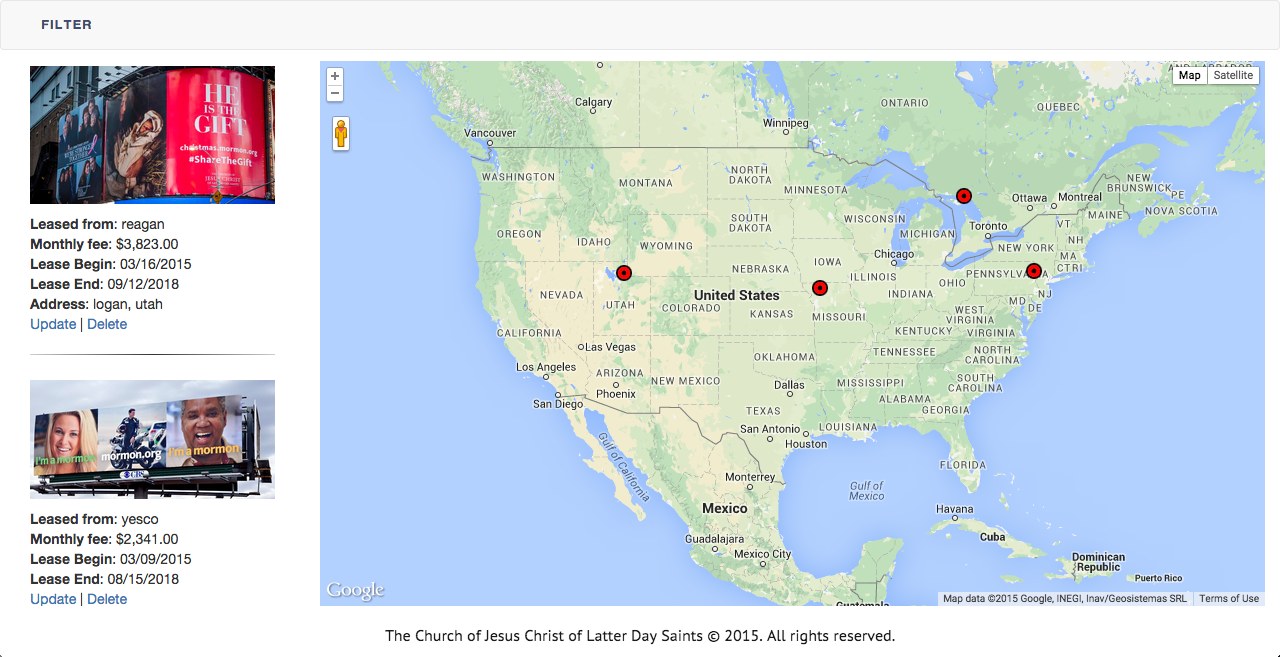 FILTER
HE
IS THE
GIFT
christmas.mormon.org
#ShareTheGift
JESUS CHRIST
Leased from: reagan
Monthly fee: $3,823.00
Lease Begin: 03/16/2015
Lease End: 09/12/2018
Address: logan, utah
Update | Delete
I'm a mormon
mormon.org
I'm a mormon
CBS
Leased from: yesco
Monthly fee: $2,341.00
Lease Begin: 03/09/2015
Lease End: 08/15/2018
Update | Delete
+
−
Map
Satellite
AND LABRADOR
Calgary
ONTARIO
QUEBEC
Winnipeg
Vancouver
WASHINGTON
MONTANA
NORTH
DAKOTA
MINNESOTA
Ottawa
Montreal
NEW
BRUNSWICK
PE
NOVA SCOTIA
MAINE
SOUTH
DAKOTA
WISCONSIN
MICHIGAN
Toronto
VT
NH
OREGON
IDAHO
WYOMING
NEW YORK
MA
CT RI
Chicago
IOWA
NEBRASKA
ILLINOIS
INDIANA
OHIO
PENNSYLVA
NJ
MD
DE
NEVADA
UTAH
COLORADO
United States
KANSAS
MISSOURI
WEST
VIRGINIA
KENTUCKY
VIRGINIA
CALIFORNIA
Las Vegas
Los Angeles
ARIZONA
Phoenix
NEW MEXICO
OKLAHOMA
TENNESSEE
NORTH
CAROLINA
San Diego
Dallas
MISSISSIPPI
SOUTH
CAROLINA
ALABAMA
GEORGIA
TEXAS
LOUISIANA
San Antonio
Houston
FLORIDA
Gulf of California
Monterrey
Gulf of
Mexico
Mexico
Havana
Cuba
Guadalajara
Mexico City
Dominican
Republic
Puerto Rico
Guatemala
Google
Map data ©2015 Google, INEGI, Inav/Geosistemas SRL
Terms of Use
The Church of Jesus Christ of Latter Day Saints © 2015. All rights reserved.